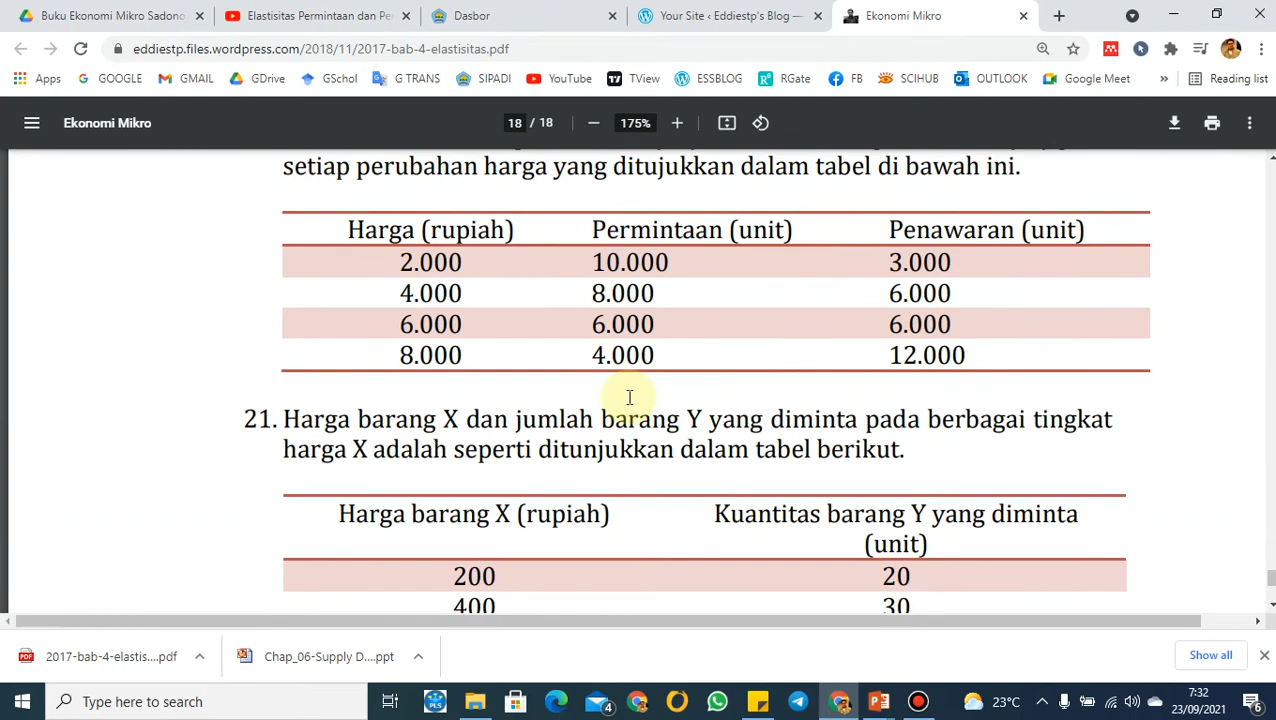 Buku Ekonomi Mikro Sadono
Elastisitas Permintaan dan Per
Dasbor
Your Site ‹ Eddiestp's Blog —
Ekonomi Mikro
eddiestp.files.wordpress.com/2018/11/2017-bab-4-elastisitas.pdf
Apps GOOGLE GMAIL GDrive GSchol G TRANS SIPADI YouTube TView ESSBLOG RGate FB SCIHUB OUTLOOK Google Meet » Reading list
Ekonomi Mikro 18 / 18 175%
setiap perubahan harga yang ditujukkan dalam tabel di bawah ini.
Harga (rupiah) Permintaan (unit) Penawaran (unit)
2.000 10.000 3.000
4.000 8.000 6.000
6.000 6.000 6.000
8.000 4.000 12.000
21. Harga barang X dan jumlah barang Y yang diminta pada berbagai tingkat
harga X adalah seperti ditunjukkan dalam tabel berikut.
Harga barang X (rupiah) Kuantitas barang Y yang diminta
(unit)
200 20
400 30
2017-bab-4-elastis....pdf Chap_06-Supply D....ppt Show all
Type here to search PLS 4 23°C 7:32
23/09/2021 6